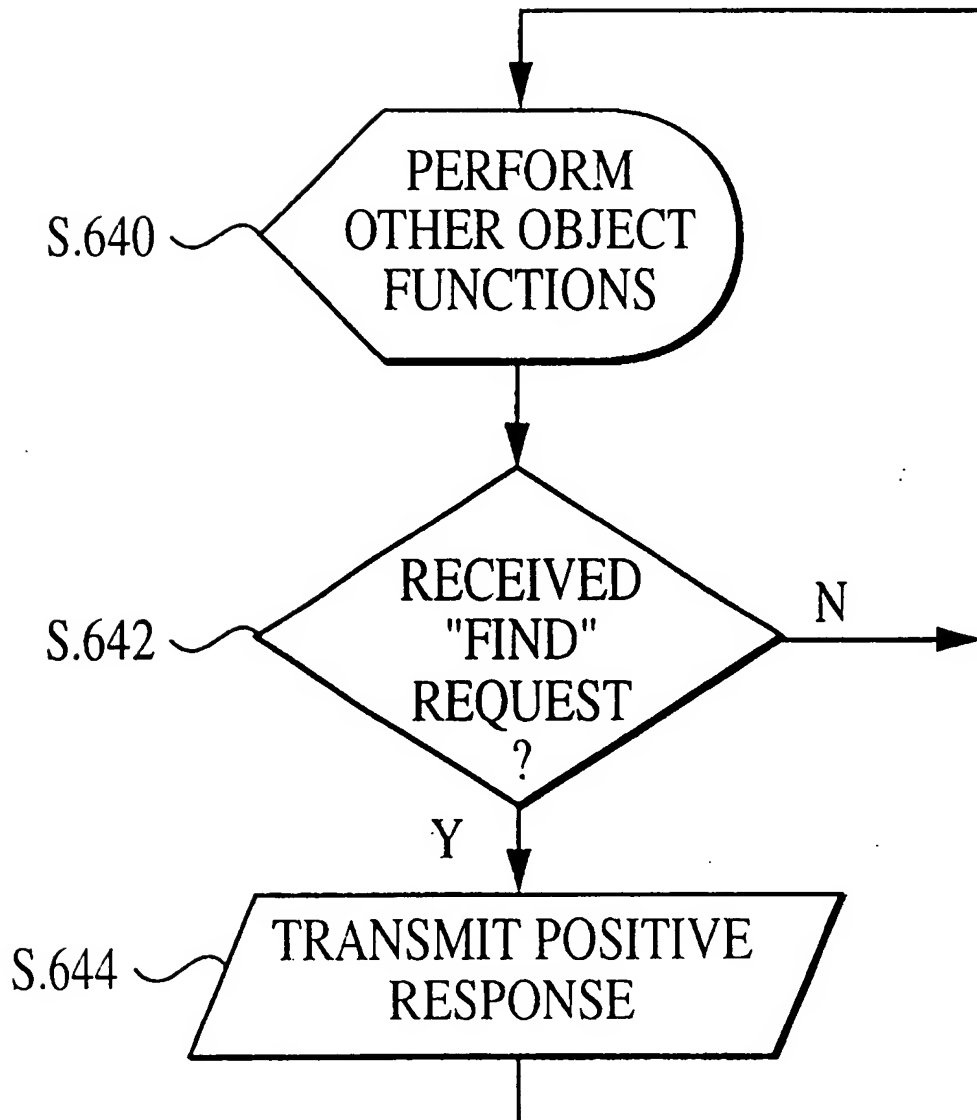 PERFORM
OTHER OBJECT
FUNCTIONS
S.640
RECEIVED
"FIND"
REQUEST
?
S.642
N
Y
TRANSMIT POSITIVE
RESPONSE
S.644